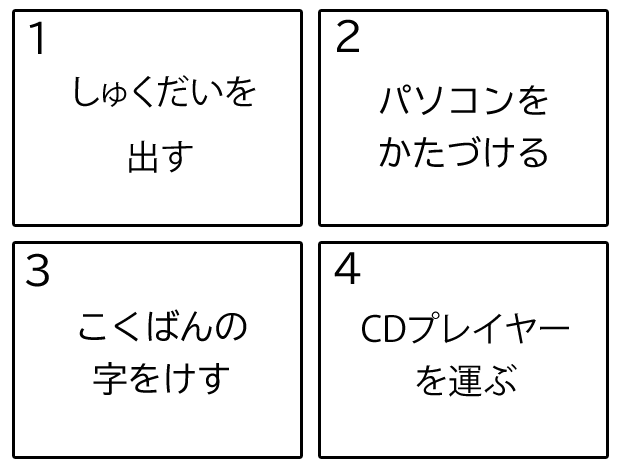 1
しゅくだいを
出す
2
パソコンを
かたづける
3
こくばんの
字をけす
4
CDプレイヤー
を運ぶ